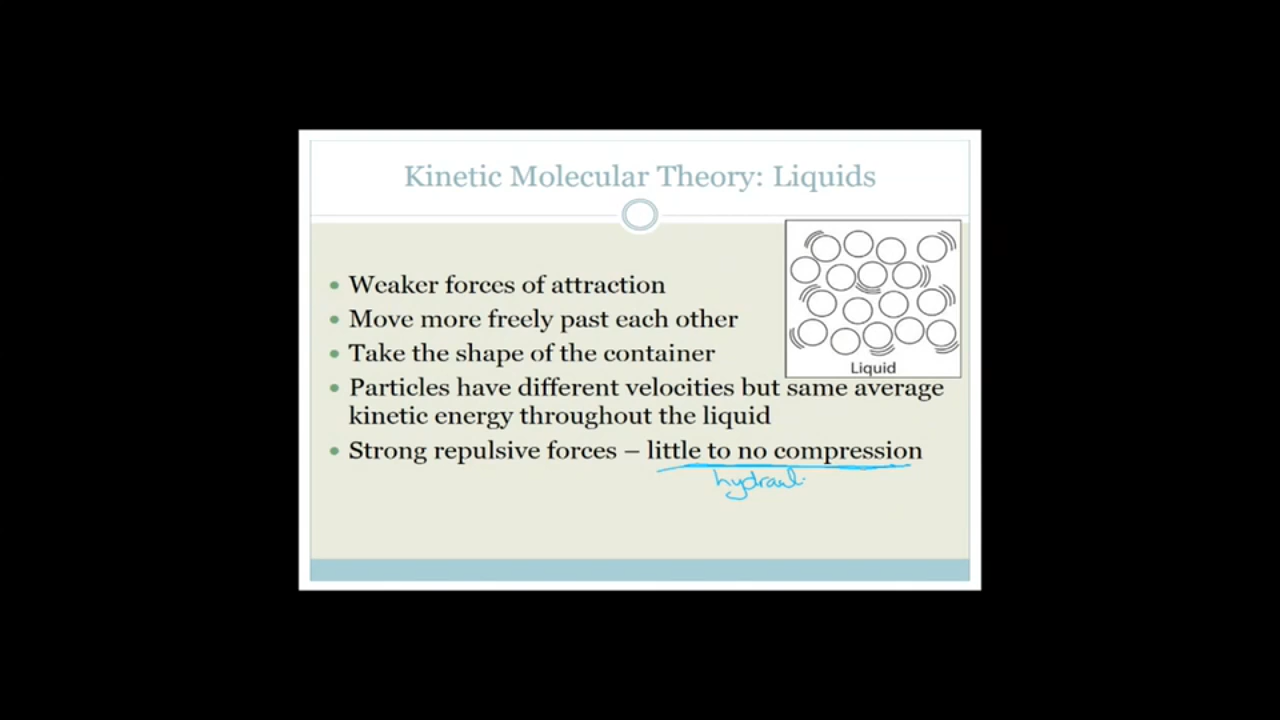 Kinetic Molecular Theory: Liquids
Liquid
Weaker forces of attraction
Move more freely past each other
Take the shape of the container
Particles have different velocities but same average
kinetic energy throughout the liquid
Strong repulsive forces – little to no compression
hydraul